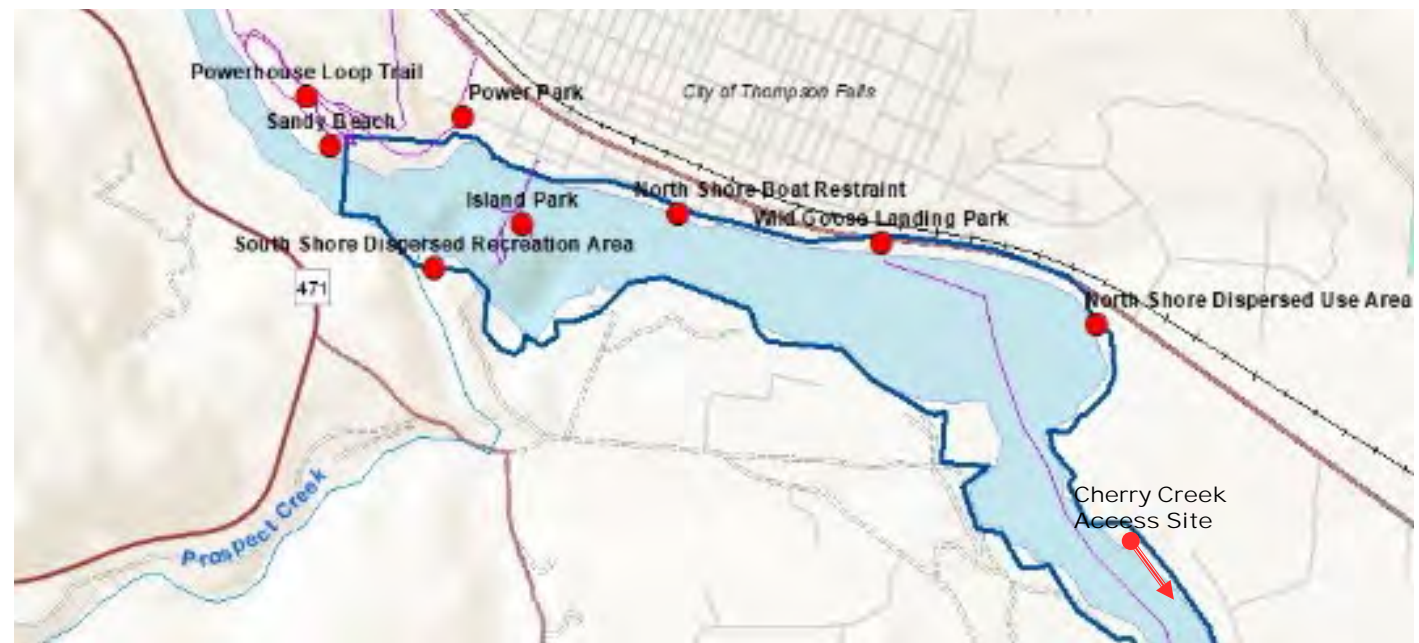 Powerhouse Loop Trail
Power Park
City of Thompson Falls
Sandy Beach
North Shore Boat Restraint
Island Park
Wild Goose Landing Park
South Shore Dispersed Recreation Area
471
North Shore Dispersed Use Area
Cherry Creek
Access Site
Prospect Creek